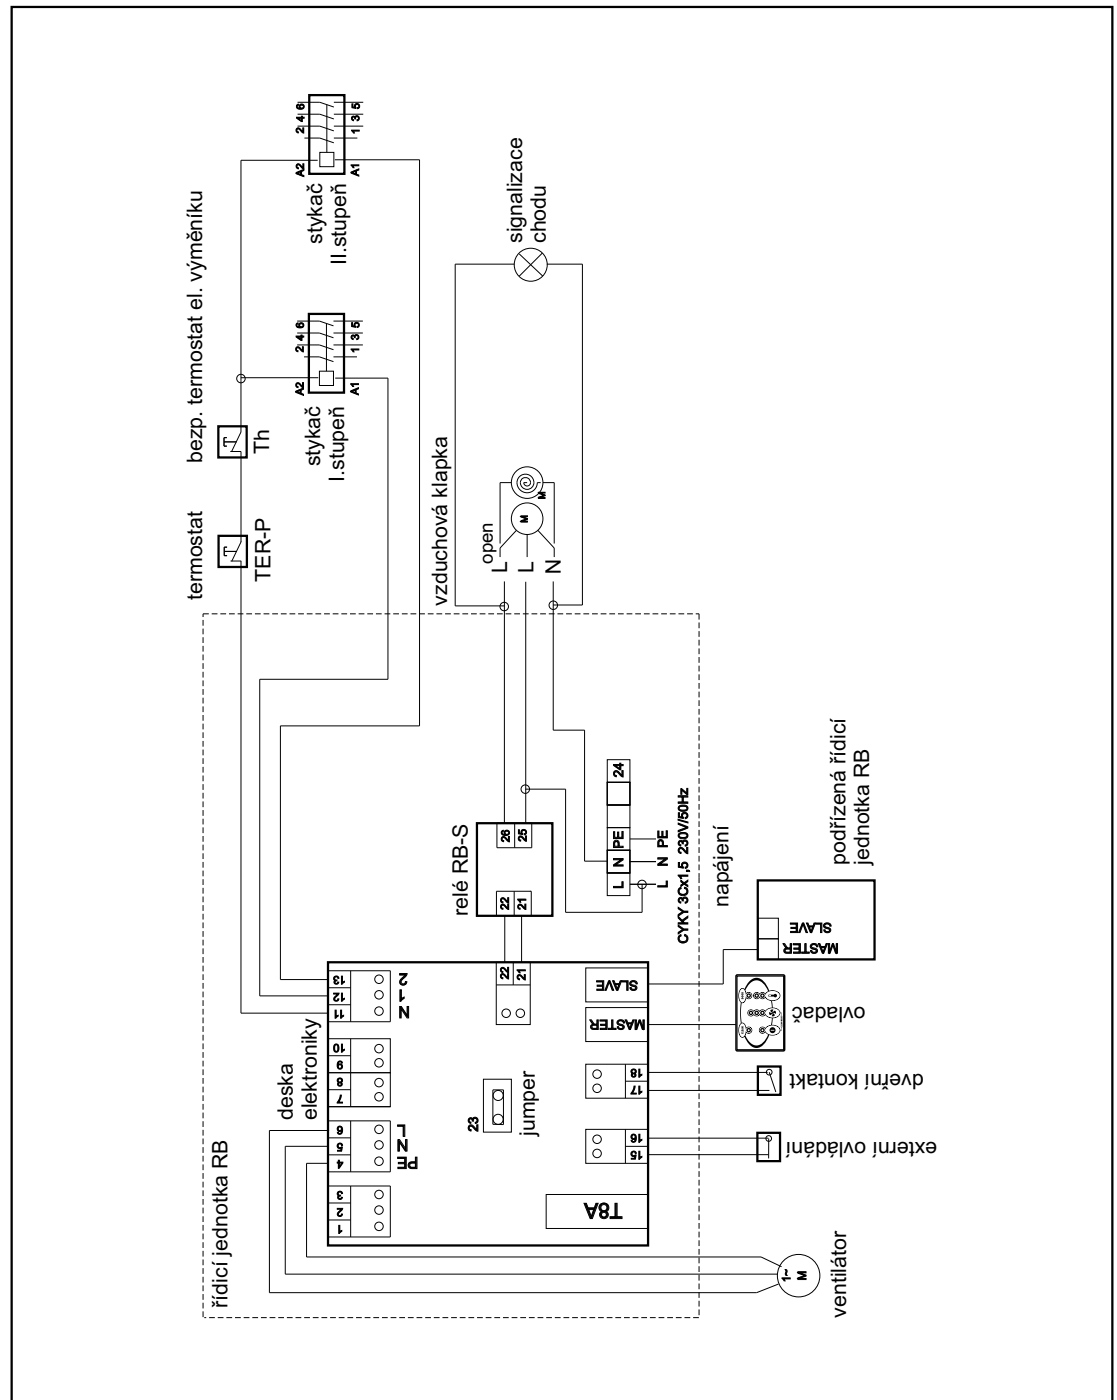 bezp. termostat el. výměníku
Th
termostat
TER-P
A2 2 4 6
A1 1 3 5
stykač
II.stupeň
A2 2 4 6
A1 1 3 5
stykač
I.stupeň
signalizace
chodu
vzduchová klapka
open
L
L
N
M
M
řídicí jednotka RB
deska
elektroniky
1 2 3
4 5 6
PE N L
7 8 9 10
11 12 13
N 1 2
relé RB-S
22 21
26 25
22 21
23
jumper
T8A
15 16
17 18
MASTER
SLAVE
L N PE 24
L N PE
CYKY 3Cx1,5 230V/50Hz
napájení
podřízená řídicí
jednotka RB
MASTER
SLAVE
ovladač
dveřní kontakt
externí ovládání
1~
M
ventilátor